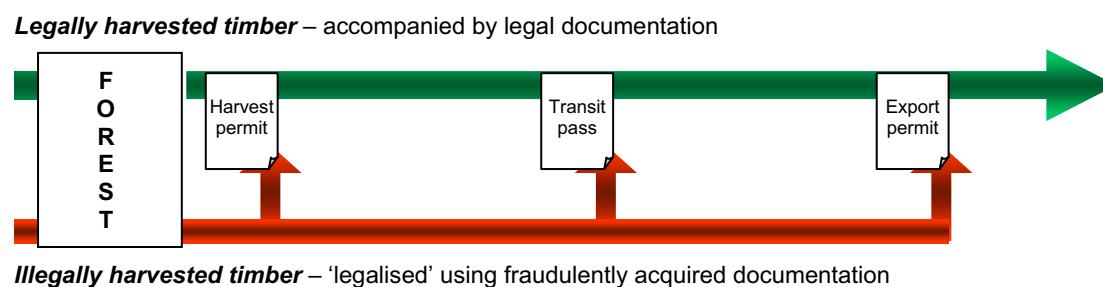 Legally harvested timber – accompanied by legal documentation
FOREST
Harvest
permit
Transit
pass
Export
permit
Illegally harvested timber – ‘legalised’ using fraudulently acquired documentation